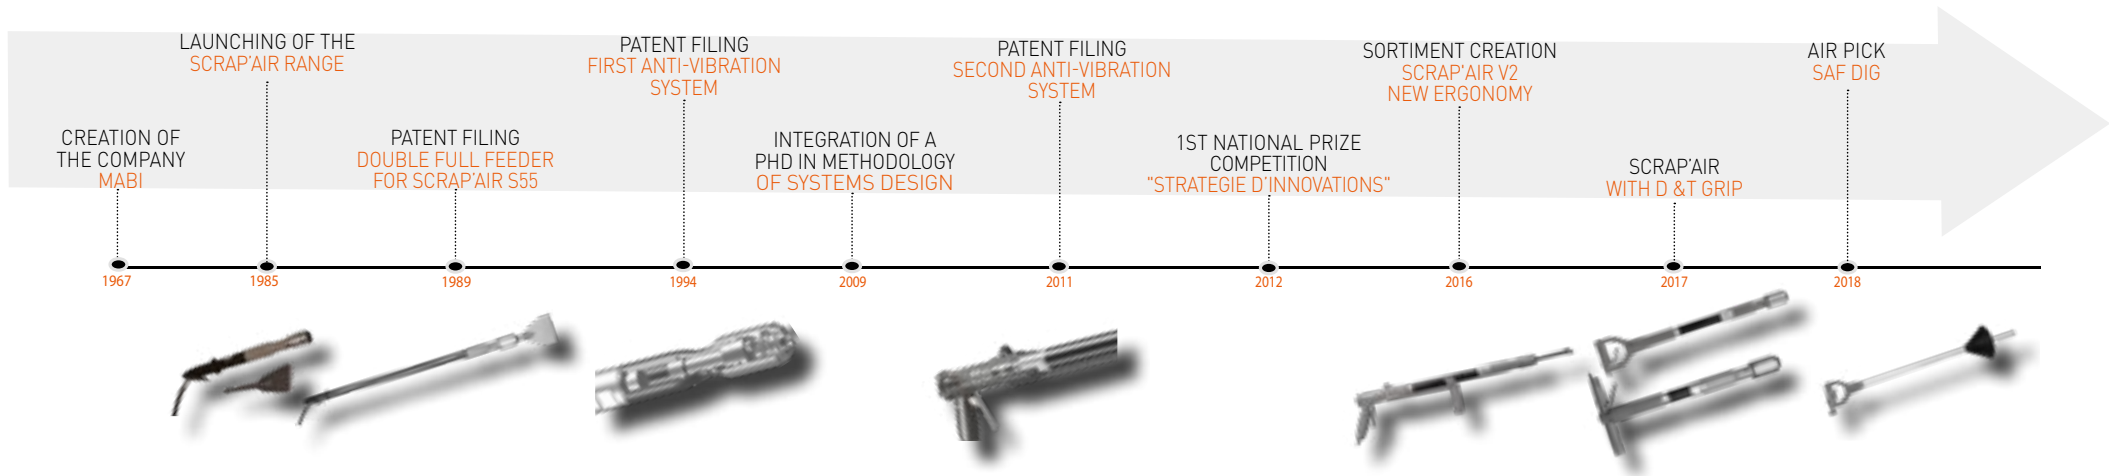 CREATION OF
THE COMPANY
MABI
1967
LAUNCHING OF THE
SCRAP'AIR RANGE
1985
PATENT FILING
DOUBLE FULL FEEDER
FOR SCRAP'AIR S55
1989
PATENT FILING
FIRST ANTI-VIBRATION
SYSTEM
1994
INTEGRATION OF A
PHD IN METHODOLOGY
OF SYSTEMS DESIGN
2009
PATENT FILING
SECOND ANTI-VIBRATION
SYSTEM
2011
1ST NATIONAL PRIZE
COMPETITION
"STRATEGIE D'INNOVATIONS"
2012
SORTIMENT CREATION
SCRAP'AIR V2
NEW ERGONOMY
2016
SCRAP'AIR
WITH D &T GRIP
2017
AIR PICK
SAF DIG
2018